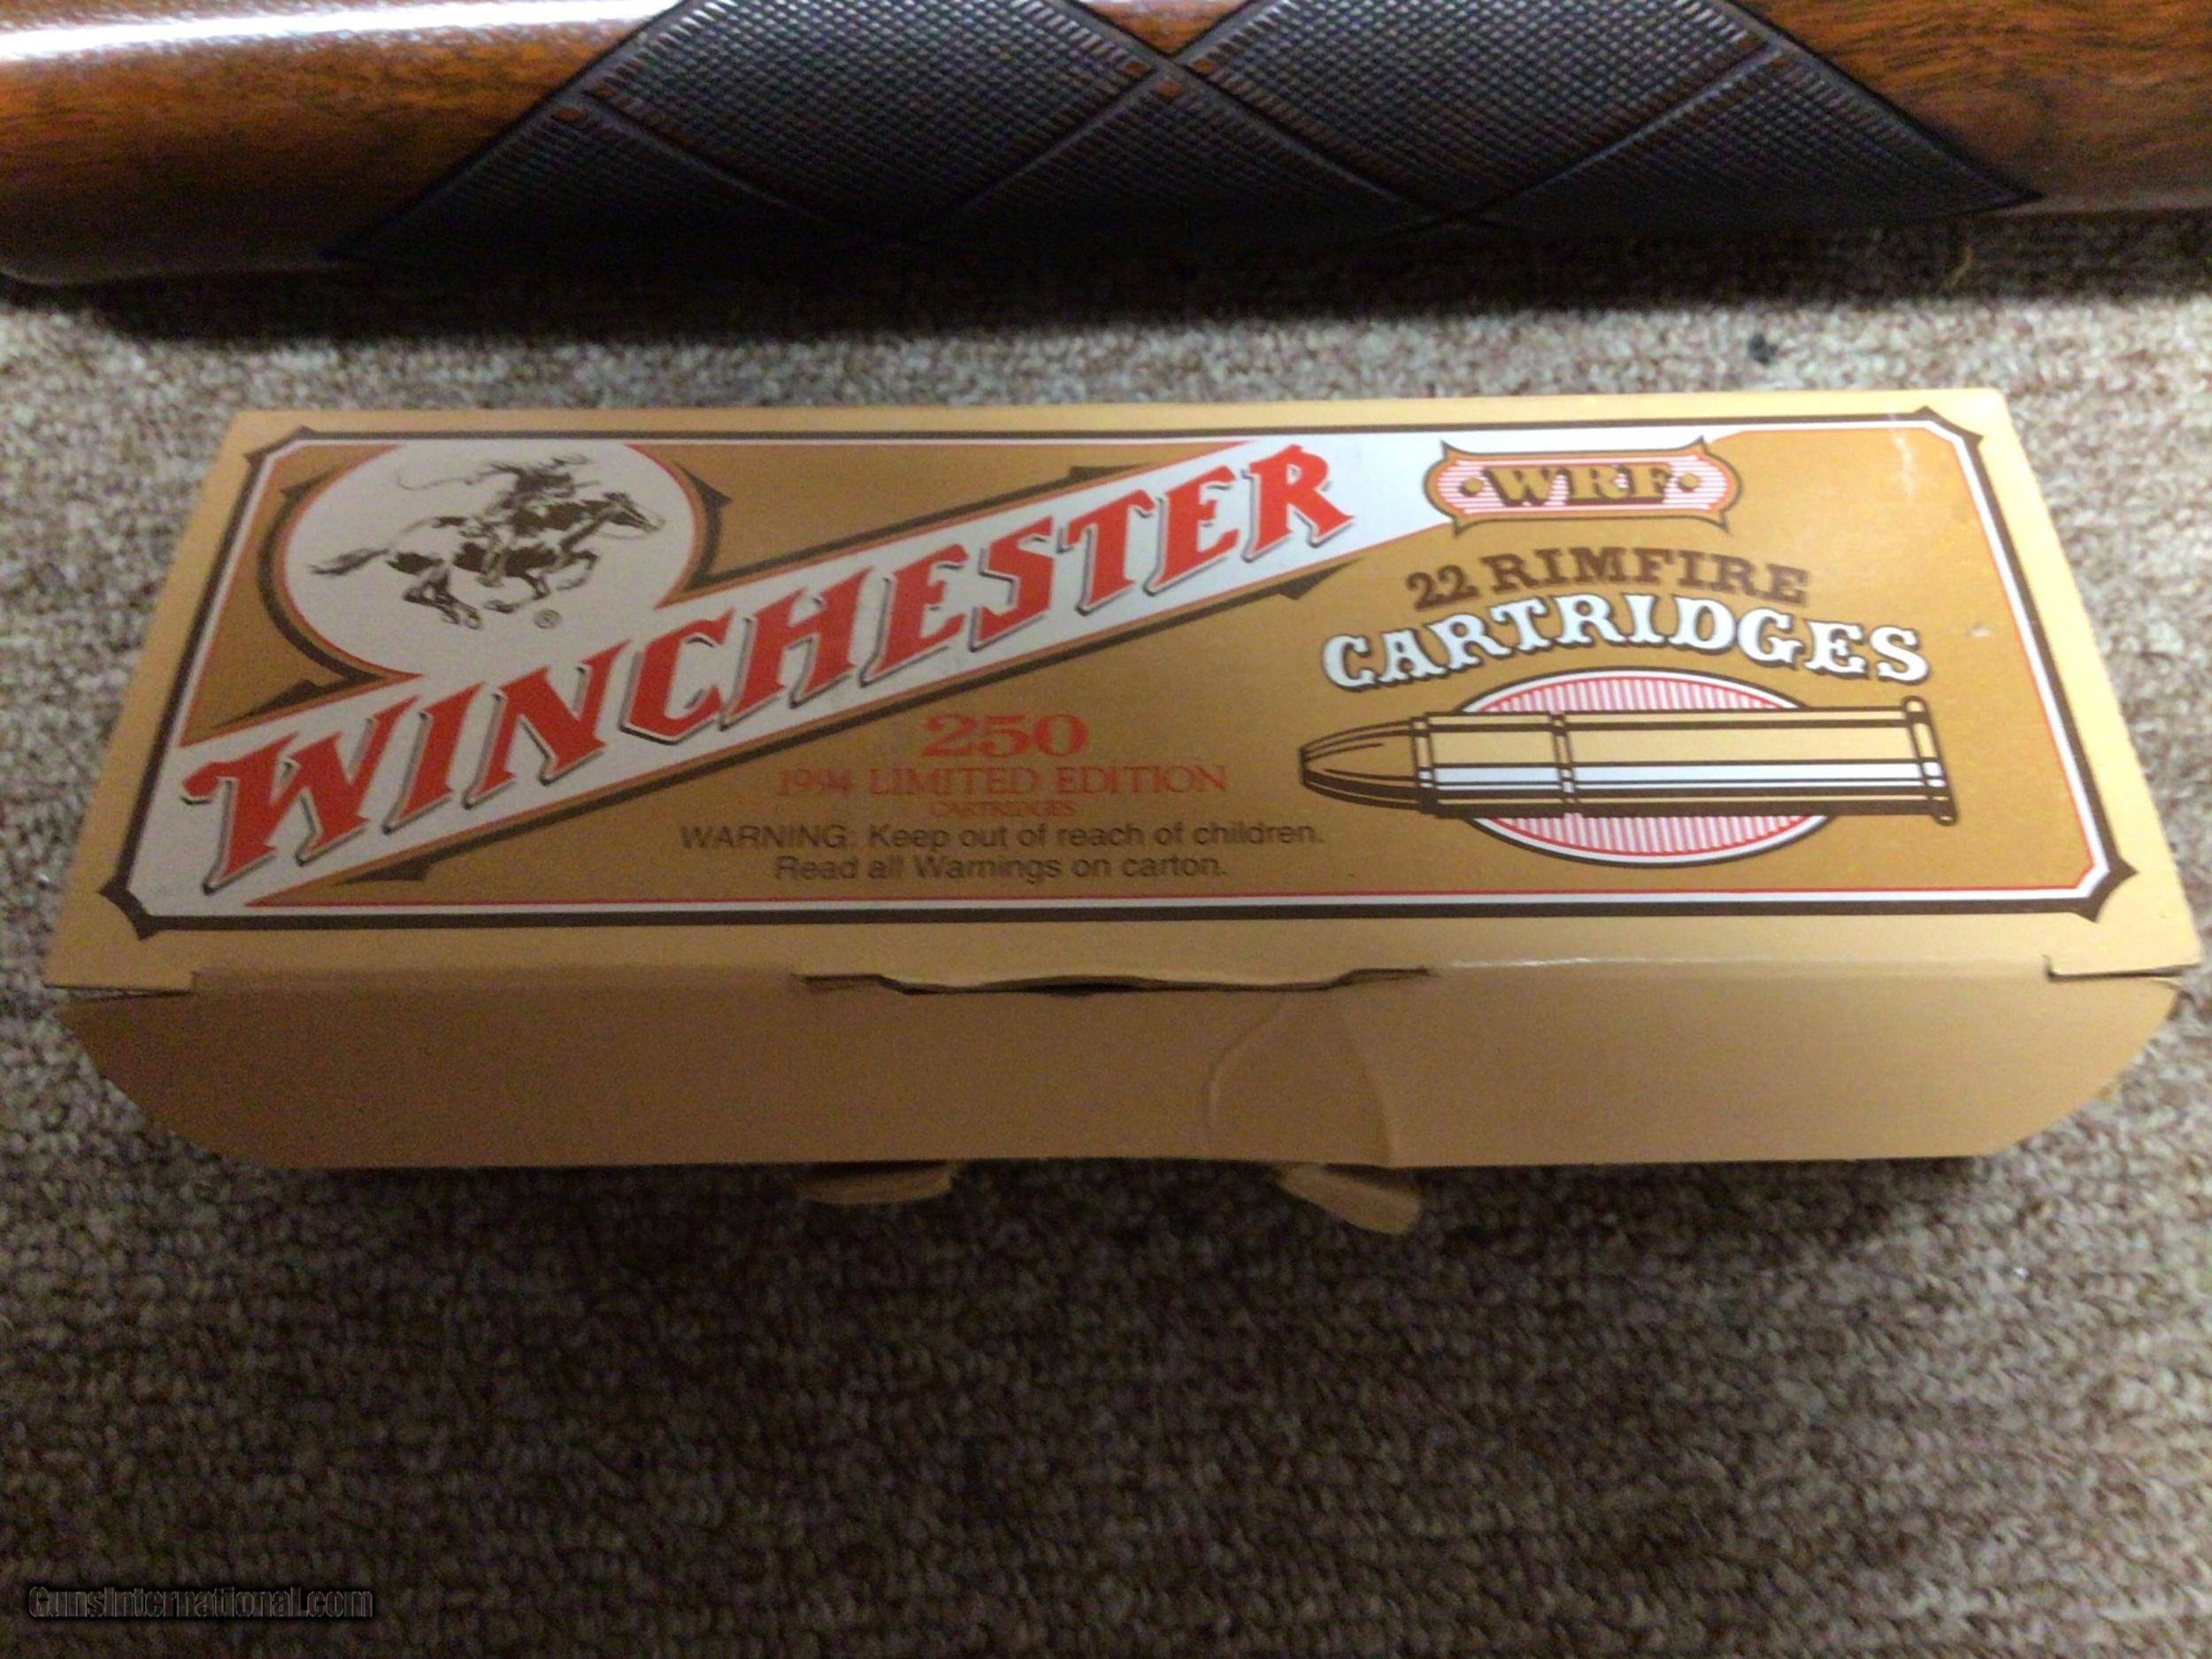 WINCHESTER
®
·WRF·
22 RIMFIRE
CARTRIDGES
250
1994 LIMITED EDITION
CARTRIDGES
WARNING: Keep out of reach of children.
Read all Warnings on carton.
GunsInternational.com